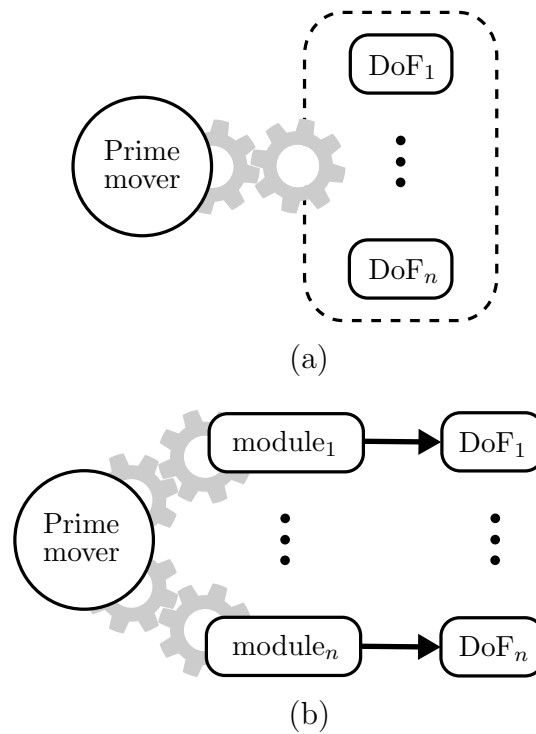 DoF₁
Prime
mover
DoFₙ
(a)
module₁ DoF₁
Prime
mover
moduleₙ DoFₙ
(b)